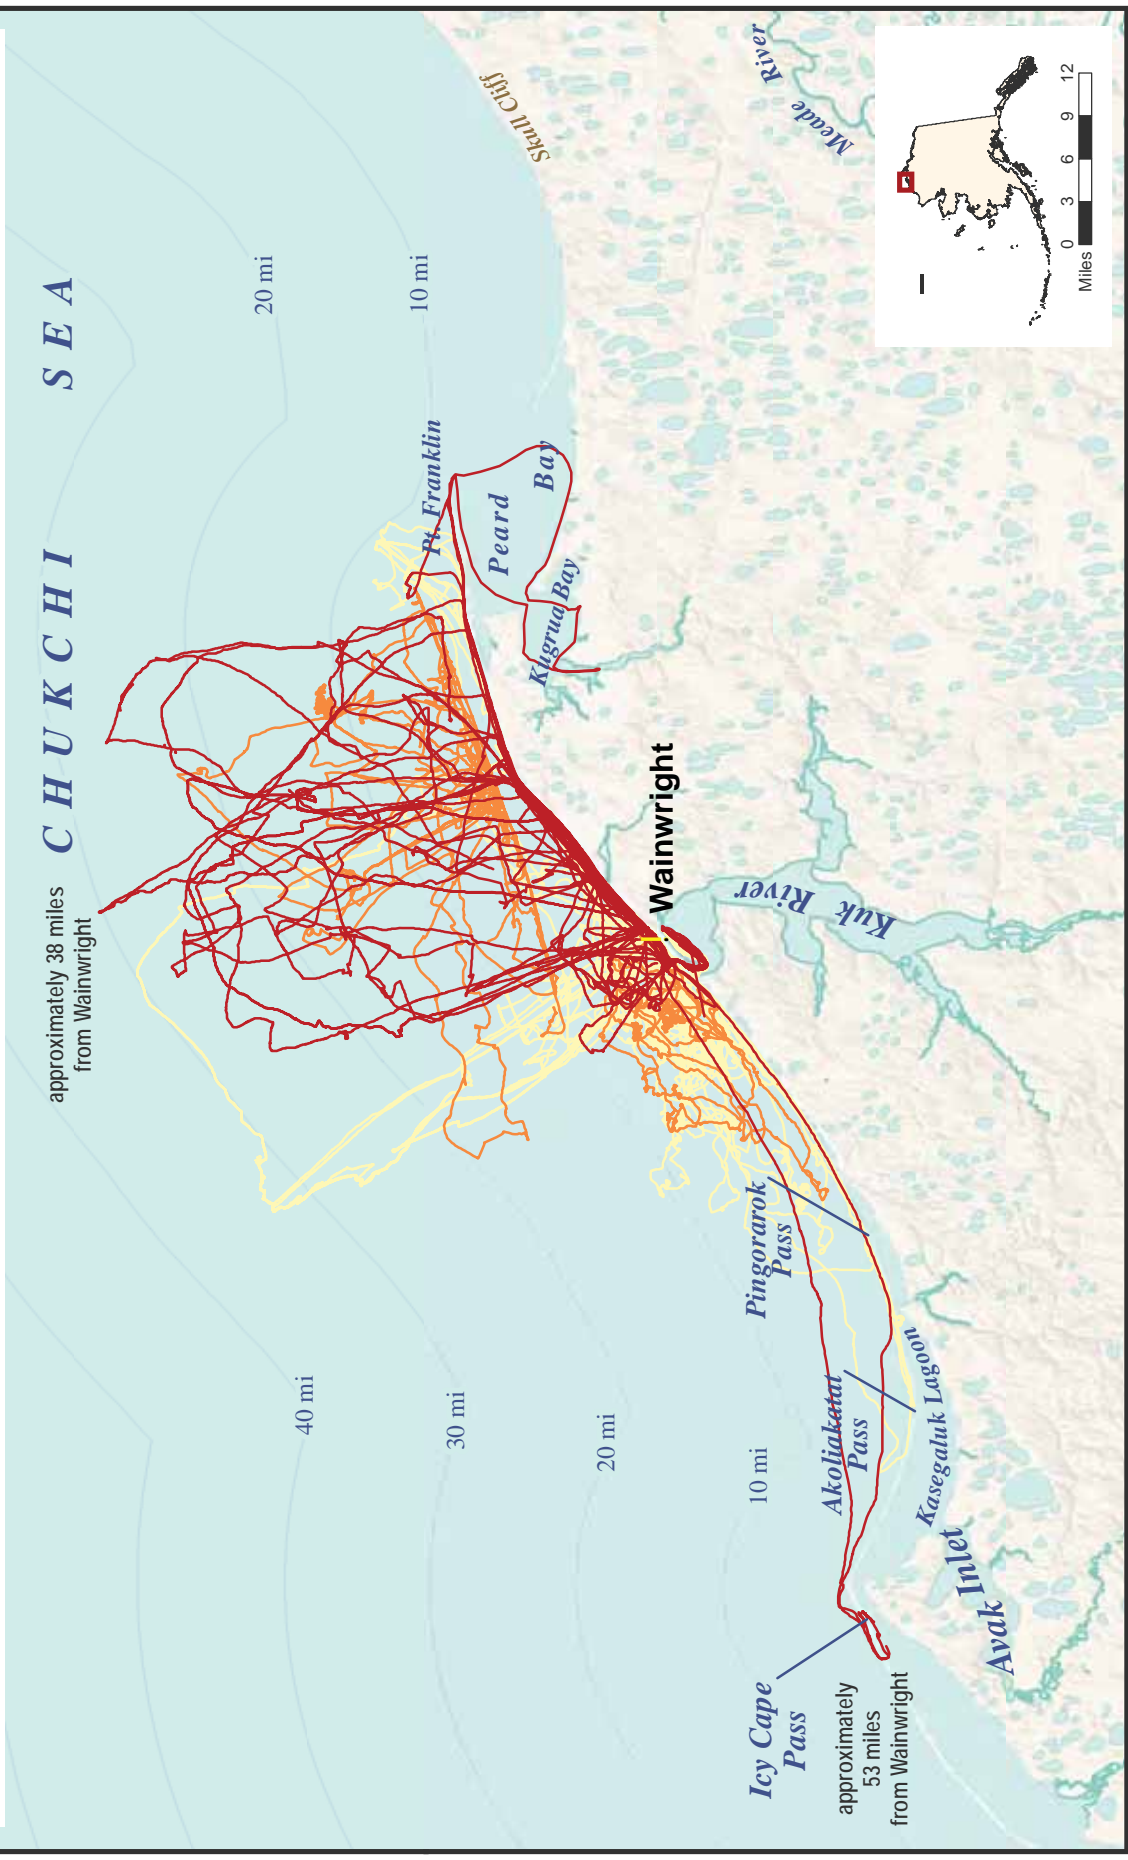 CHUKCHI SEA
approximately 38 miles
from Wainwright
20 mi
10 mi
40 mi
30 mi
20 mi
10 mi
Skull Cliff
Meade River
Pt. Franklin
Peard Bay
Kugrua Bay
Wainwright
Kuk River
Pingorarok
Pass
Akoliakatat
Pass
Kasegaluk Lagoon
Avak Inlet
Icy Cape
Pass
approximately
53 miles
from Wainwright
0 3 6 9 12
Miles